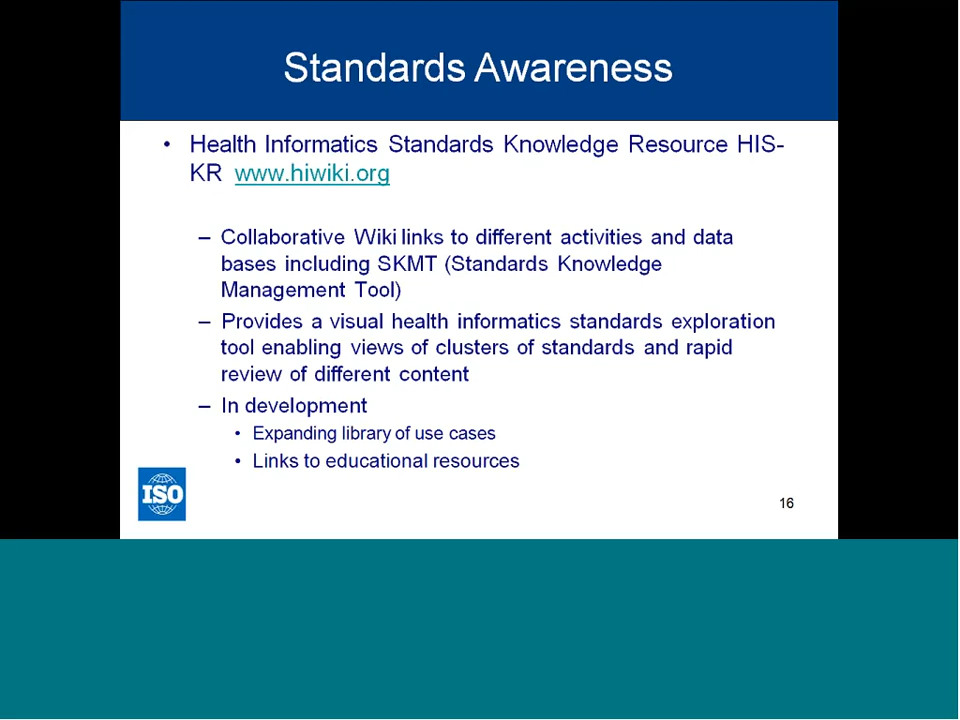 Standards Awareness
• Health Informatics Standards Knowledge Resource HIS-
KR www.hiwiki.org
– Collaborative Wiki links to different activities and data
bases including SKMT (Standards Knowledge
Management Tool)
– Provides a visual health informatics standards exploration
tool enabling views of clusters of standards and rapid
review of different content
– In development
• Expanding library of use cases
• Links to educational resources
ISO
16